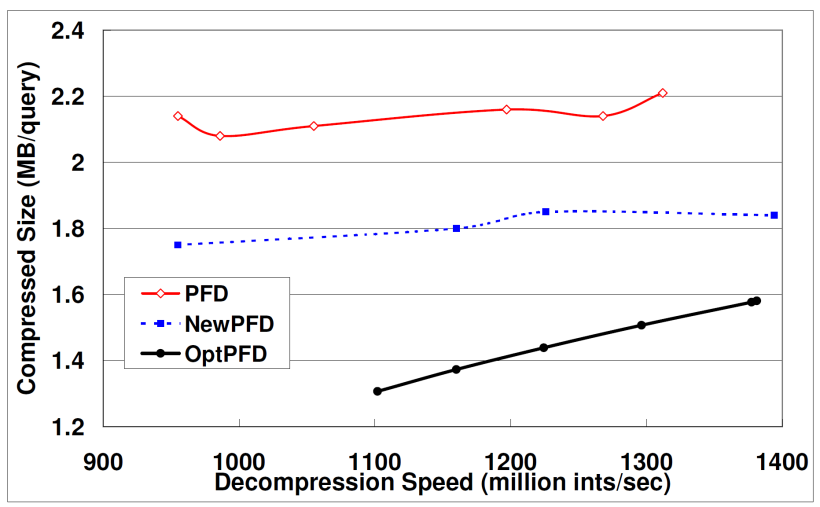 2.4
2.2
2
1.8
1.6
1.4
1.2
Compressed Size (MB/query)
PFD
NewPFD
OptPFD
900 1000 1100 1200 1300 1400
Decompression Speed (million ints/sec)